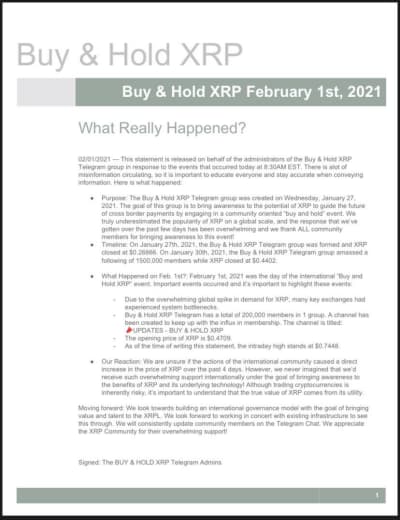 Buy & Hold XRP
Buy & Hold XRP February 1st, 2021
What Really Happened?
02/01/2021 — This statement is released on behalf of the administrators of the Buy & Hold XRP
Telegram group in response to the events that occurred today at 8:30AM EST. There is alot of
misinformation circulating, so it is important to educate everyone and stay accurate when conveying
information. Here is what happened:
● Purpose: The Buy & Hold XRP Telegram group was created on Wednesday, January 27,
2021. The goal of this group is to bring awareness to the potential of XRP to guide the future
of cross border payments by engaging in a community oriented "buy and hold" event. We
truly underestimated the popularity of XRP on a global scale, and the response that we've
gotten over the past few days has been overwhelming and we thank ALL community
members for bringing awareness to this event!
● Timeline: On January 27th, 2021, the Buy & Hold XRP Telegram group was formed and XRP
closed at $0.26986. On January 30th, 2021, the Buy & Hold XRP Telegram group amassed a
following of 1500,000 members while XRP closed at $0.4402.
● What Happened on Feb. 1st?: February 1st, 2021 was the day of the international "Buy and
Hold XRP" event. Important events occurred and it's important to highlight these events:
- Due to the overwhelming global spike in demand for XRP, many key exchanges had
experienced system bottlenecks.
- Buy & Hold XRP Telegram has a total of 200,000 members in 1 group. A channel has
been created to keep up with the influx in membership. The channel is titled:
UPDATES - BUY & HOLD XRP
- The opening price of XRP is $0.4709.
- As of the time of writing this statement, the intraday high stands at $0.7448.
● Our Reaction: We are unsure if the actions of the international community caused a direct
increase in the price of XRP over the past 4 days. However, we never imagined that we'd
receive such overwhelming support internationally under the goal of bringing awareness to
the benefits of XRP and its underlying technology! Although trading cryptocurrencies is
inherently risky, it's important to understand that the true value of XRP comes from its utility.
Moving forward: We look towards building an international governance model with the goal of bringing
value and talent to the XRPL. We look forward to working in concert with existing infrastructure to see
this through. We will consistently update community members on the Telegram Chat. We appreciate
the XRP Community for their overwhelming support!
Signed: The BUY & HOLD XRP Telegram Admins
1